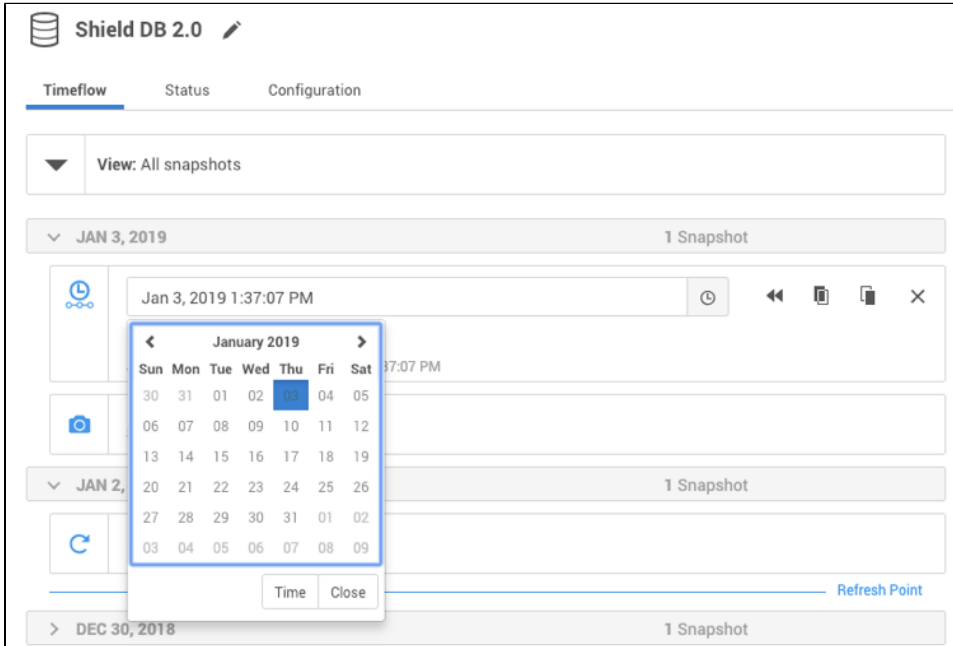 Shield DB 2.0
Timeflow Status Configuration
View: All snapshots
JAN 3, 2019 1 Snapshot
Jan 3, 2019 1:37:07 PM
January 2019
Sun Mon Tue Wed Thu Fri Sat
37:07 PM
30 31 01 02 03 04 05
06 07 08 09 10 11 12
13 14 15 16 17 18 19
JAN 2, 1 Snapshot
20 21 22 23 24 25 26
27 28 29 30 31 01 02
03 04 05 06 07 08 09
Time Close
Refresh Point
DEC 30, 2018 1 Snapshot